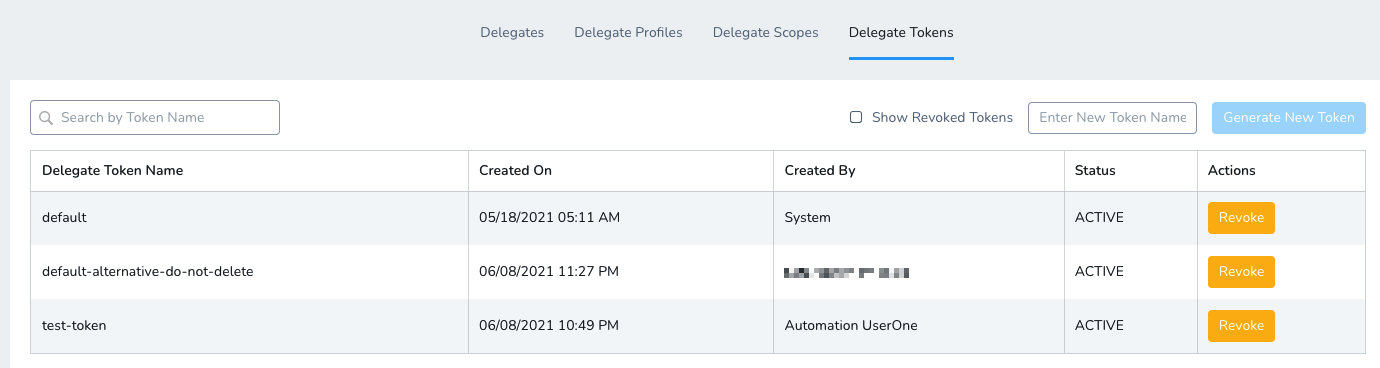 Delegates Delegate Profiles Delegate Scopes Delegate Tokens
Search by Token Name Show Revoked Tokens Enter New Token Name Generate New Token
Delegate Token Name Created On Created By Status Actions
default 05/18/2021 05:11 AM System ACTIVE Revoke
default-alternative-do-not-delete 06/08/2021 11:27 PM ACTIVE Revoke
test-token 06/08/2021 10:49 PM Automation UserOne ACTIVE Revoke